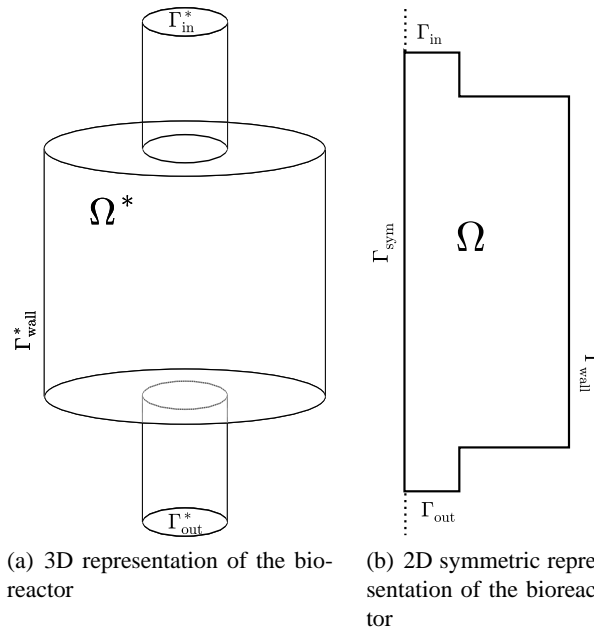 Γ*in
Ω*
Γ*wall
Γ*out
(a) 3D representation of the bio-
reactor
Γin
Γsym
Ω
Γwall
Γout
(b) 2D symmetric repre
sentation of the bioreac
tor